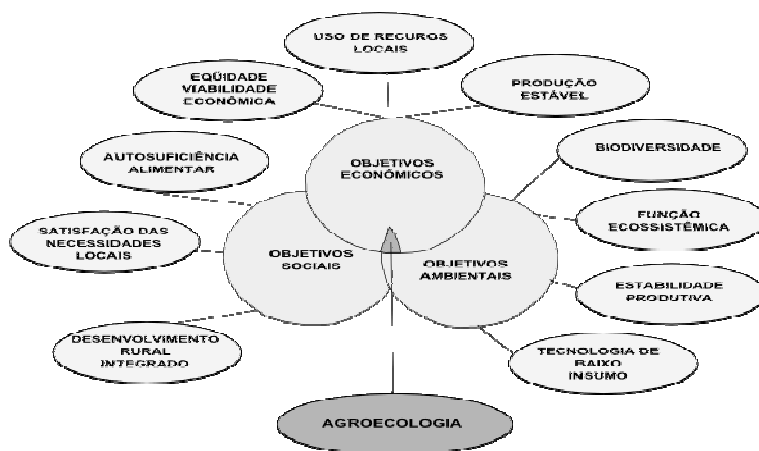 USO DE RECUROS
LOCAIS
EQÜIDADE
VIABILIDADE
ECONÔMICA
PRODUÇÃO
ESTÁVEL
AUTOSUFICIÊNCIA
ALIMENTAR
OBJETIVOS
ECONÔMICOS
BIODIVERSIDADE
SATISFAÇÃO DAS
NECESSIDADES
LOCAIS
OBJETIVOS
SOCIAIS
OBJETIVOS
AMBIENTAIS
FUNÇÃO
ECOSSISTÊMICA
ESTABILIDADE
PRODUTIVA
DESENVOLVIMENTO
RURAL
INTEGRADO
TECNOLOGIA DE
BAIXO
INSUMO
AGROECOLOGIA